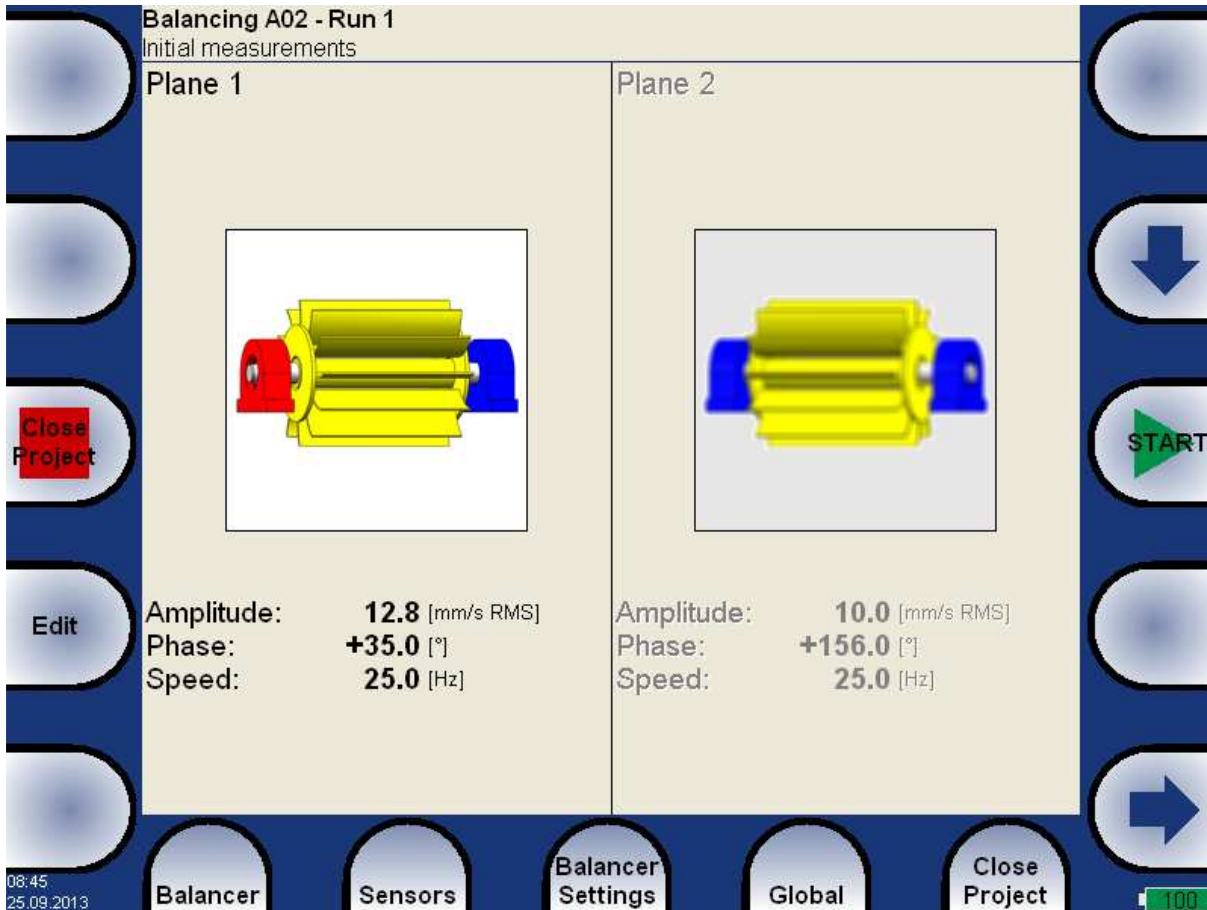 Balancing A02 - Run 1
Initial measurements
Plane 1
Plane 2
Close
Project
START
Edit
Amplitude: 12.8 [mm/s RMS]
Phase: +35.0 [°]
Speed: 25.0 [Hz]
Amplitude: 10.0 [mm/s RMS]
Phase: +156.0 [°]
Speed: 25.0 [Hz]
08:45
25.09.2013
Balancer
Sensors
Balancer
Settings
Global
Close
Project
100